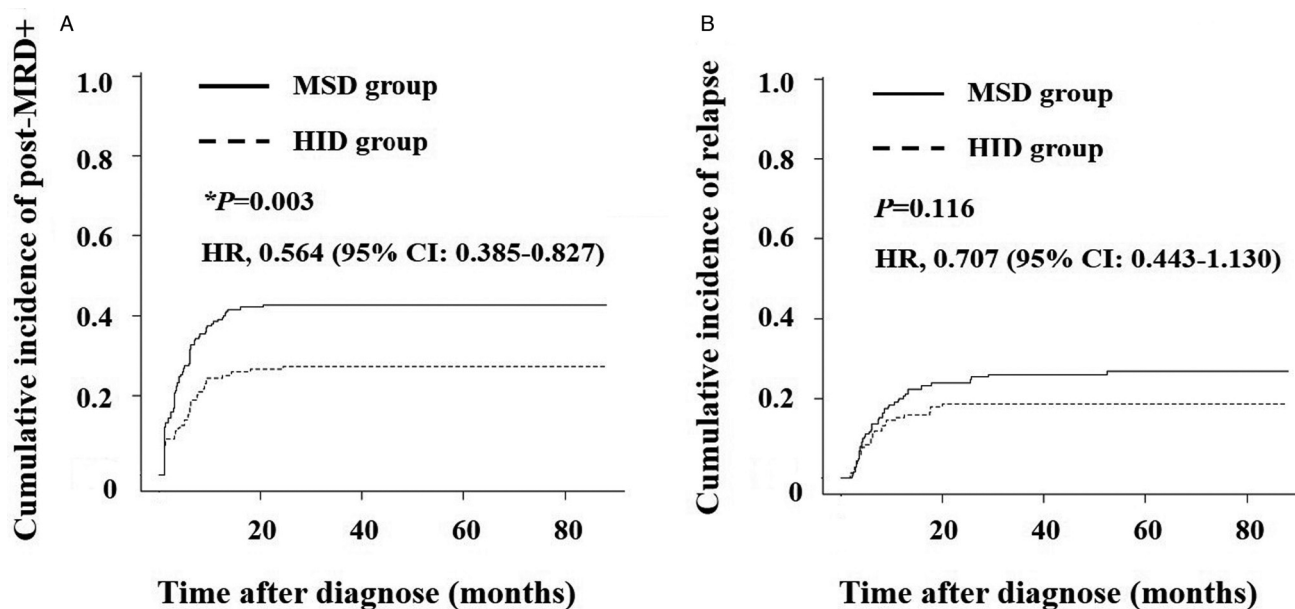 A
Cumulative incidence of post-MRD+
1.0
0.8
0.6
0.4
0.2
0
MSD group
HID group
*P=0.003
HR, 0.564 (95% CI: 0.385-0.827)
20
40
60
80
Time after diagnose (months)
B
Cumulative incidence of relapse
1.0
0.8
0.6
0.4
0.2
0
MSD group
HID group
P=0.116
HR, 0.707 (95% CI: 0.443-1.130)
20
40
60
80
Time after diagnose (months)